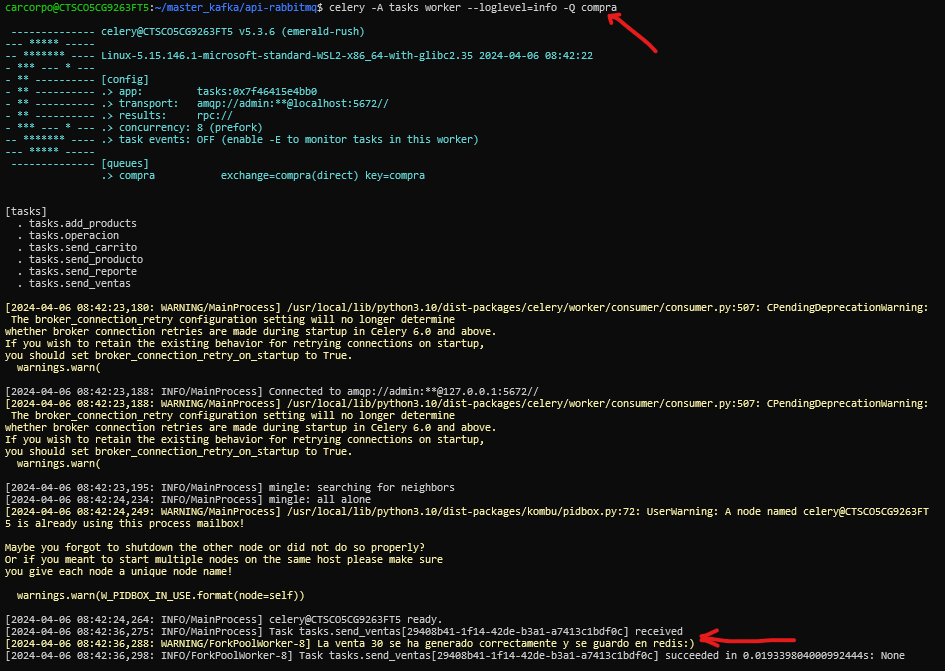 carcorpo@CTSCO5CG9263FT5:~/master_kafka/api-rabbitmq$ celery -A tasks worker --loglevel=info -Q compra
 -------------- celery@CTSCO5CG9263FT5 v5.3.6 (emerald-rush)
--- ***** -----
-- ******* ---- Linux-5.15.146.1-microsoft-standard-WSL2-x86_64-with-glibc2.35 2024-04-06 08:42:22
- *** --- * ---
- ** ---------- [config]
- ** ---------- .> app:         tasks:0x7f46415e4bb0
- ** ---------- .> transport:   amqp://admin:**@localhost:5672//
- ** ---------- .> results:     rpc://
- *** --- * --- .> concurrency: 8 (prefork)
-- ******* ---- .> task events: OFF (enable -E to monitor tasks in this worker)
--- ***** -----
 -------------- [queues]
                .> compra           exchange=compra(direct) key=compra
[tasks]
  . tasks.add_products
  . tasks.operacion
  . tasks.send_carrito
  . tasks.send_producto
  . tasks.send_reporte
  . tasks.send_ventas
[2024-04-06 08:42:23,180: WARNING/MainProcess] /usr/local/lib/python3.10/dist-packages/celery/worker/consumer/consumer.py:507: CPendingDeprecationWarning:
 The broker_connection_retry configuration setting will no longer determine
whether broker connection retries are made during startup in Celery 6.0 and above.
If you wish to retain the existing behavior for retrying connections on startup,
you should set broker_connection_retry_on_startup to True.
  warnings.warn(
[2024-04-06 08:42:23,188: INFO/MainProcess] Connected to amqp://admin:**@127.0.0.1:5672//
[2024-04-06 08:42:23,188: WARNING/MainProcess] /usr/local/lib/python3.10/dist-packages/celery/worker/consumer/consumer.py:507: CPendingDeprecationWarning:
 The broker_connection_retry configuration setting will no longer determine
whether broker connection retries are made during startup in Celery 6.0 and above.
If you wish to retain the existing behavior for retrying connections on startup,
you should set broker_connection_retry_on_startup to True.
  warnings.warn(
[2024-04-06 08:42:23,195: INFO/MainProcess] mingle: searching for neighbors
[2024-04-06 08:42:24,234: INFO/MainProcess] mingle: all alone
[2024-04-06 08:42:24,249: WARNING/MainProcess] /usr/local/lib/python3.10/dist-packages/kombu/pidbox.py:72: UserWarning: A node named celery@CTSCO5CG9263FT
5 is already using this process mailbox!
Maybe you forgot to shutdown the other node or did not do so properly?
Or if you meant to start multiple nodes on the same host please make sure
you give each node a unique node name!
  warnings.warn(W_PIDBOX_IN_USE.format(node=self))
[2024-04-06 08:42:24,264: INFO/MainProcess] celery@CTSCO5CG9263FT5 ready.
[2024-04-06 08:42:36,275: INFO/MainProcess] Task tasks.send_ventas[29408b41-1f14-42de-b3a1-a7413c1bdf0c] received
[2024-04-06 08:42:36,288: WARNING/ForkPoolWorker-8] La venta 30 se ha generado correctamente y se guardo en redis:)
[2024-04-06 08:42:36,298: INFO/ForkPoolWorker-8] Task tasks.send_ventas[29408b41-1f14-42de-b3a1-a7413c1bdf0c] succeeded in 0.019339804000992444s: None